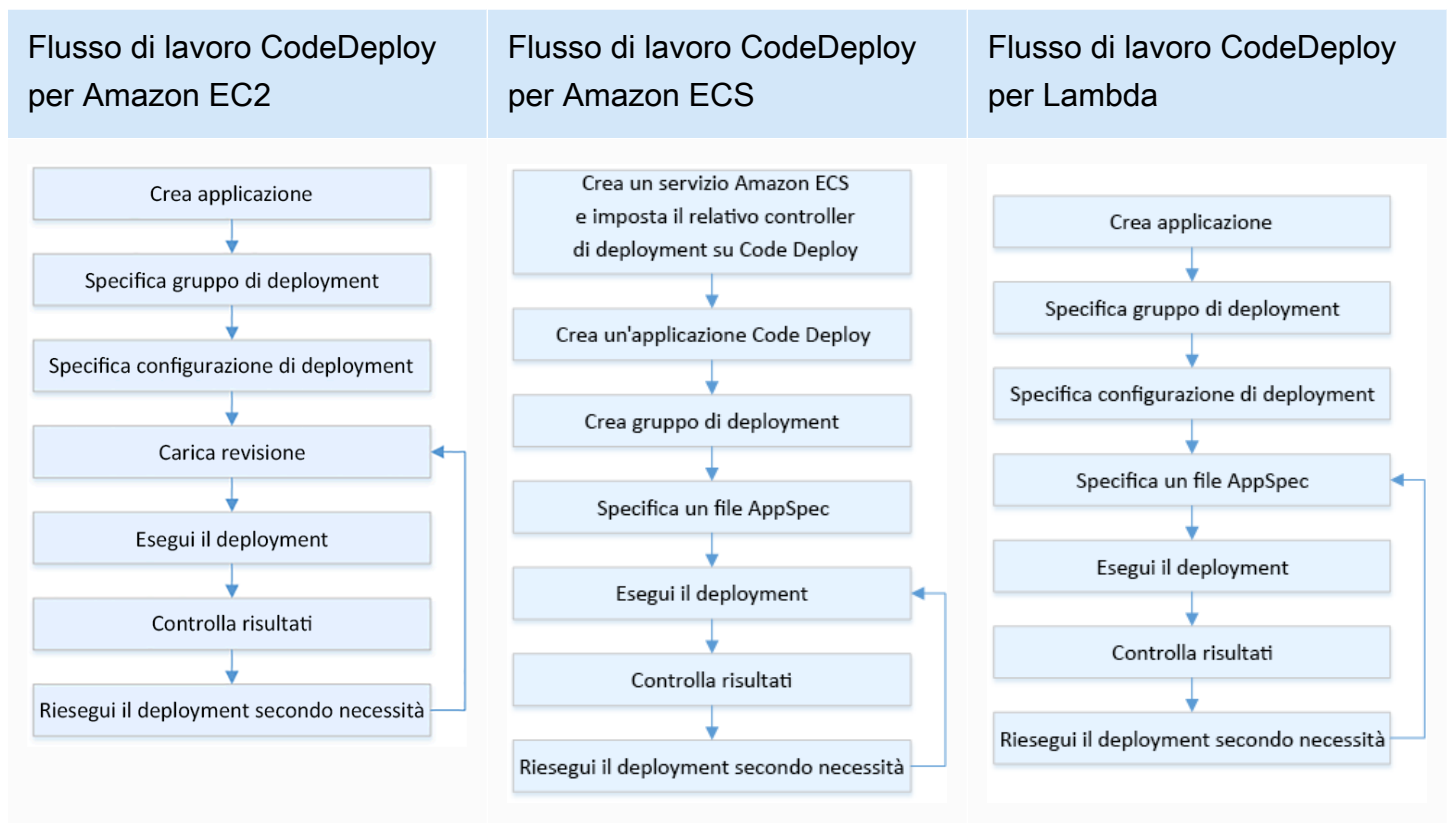 Flusso di lavoro CodeDeploy
per Amazon EC2
Crea applicazione
Specifica gruppo di deployment
Specifica configurazione di deployment
Carica revisione
Esegui il deployment
Controlla risultati
Riesegui il deployment secondo necessità
Flusso di lavoro CodeDeploy
per Amazon ECS
Crea un servizio Amazon ECS
e imposta il relativo controller
di deployment su Code Deploy
Crea un'applicazione Code Deploy
Crea gruppo di deployment
Specifica un file AppSpec
Esegui il deployment
Controlla risultati
Riesegui il deployment secondo necessità
Flusso di lavoro CodeDeploy
per Lambda
Crea applicazione
Specifica gruppo di deployment
Specifica configurazione di deployment
Specifica un file AppSpec
Esegui il deployment
Controlla risultati
Riesegui il deployment secondo necessità